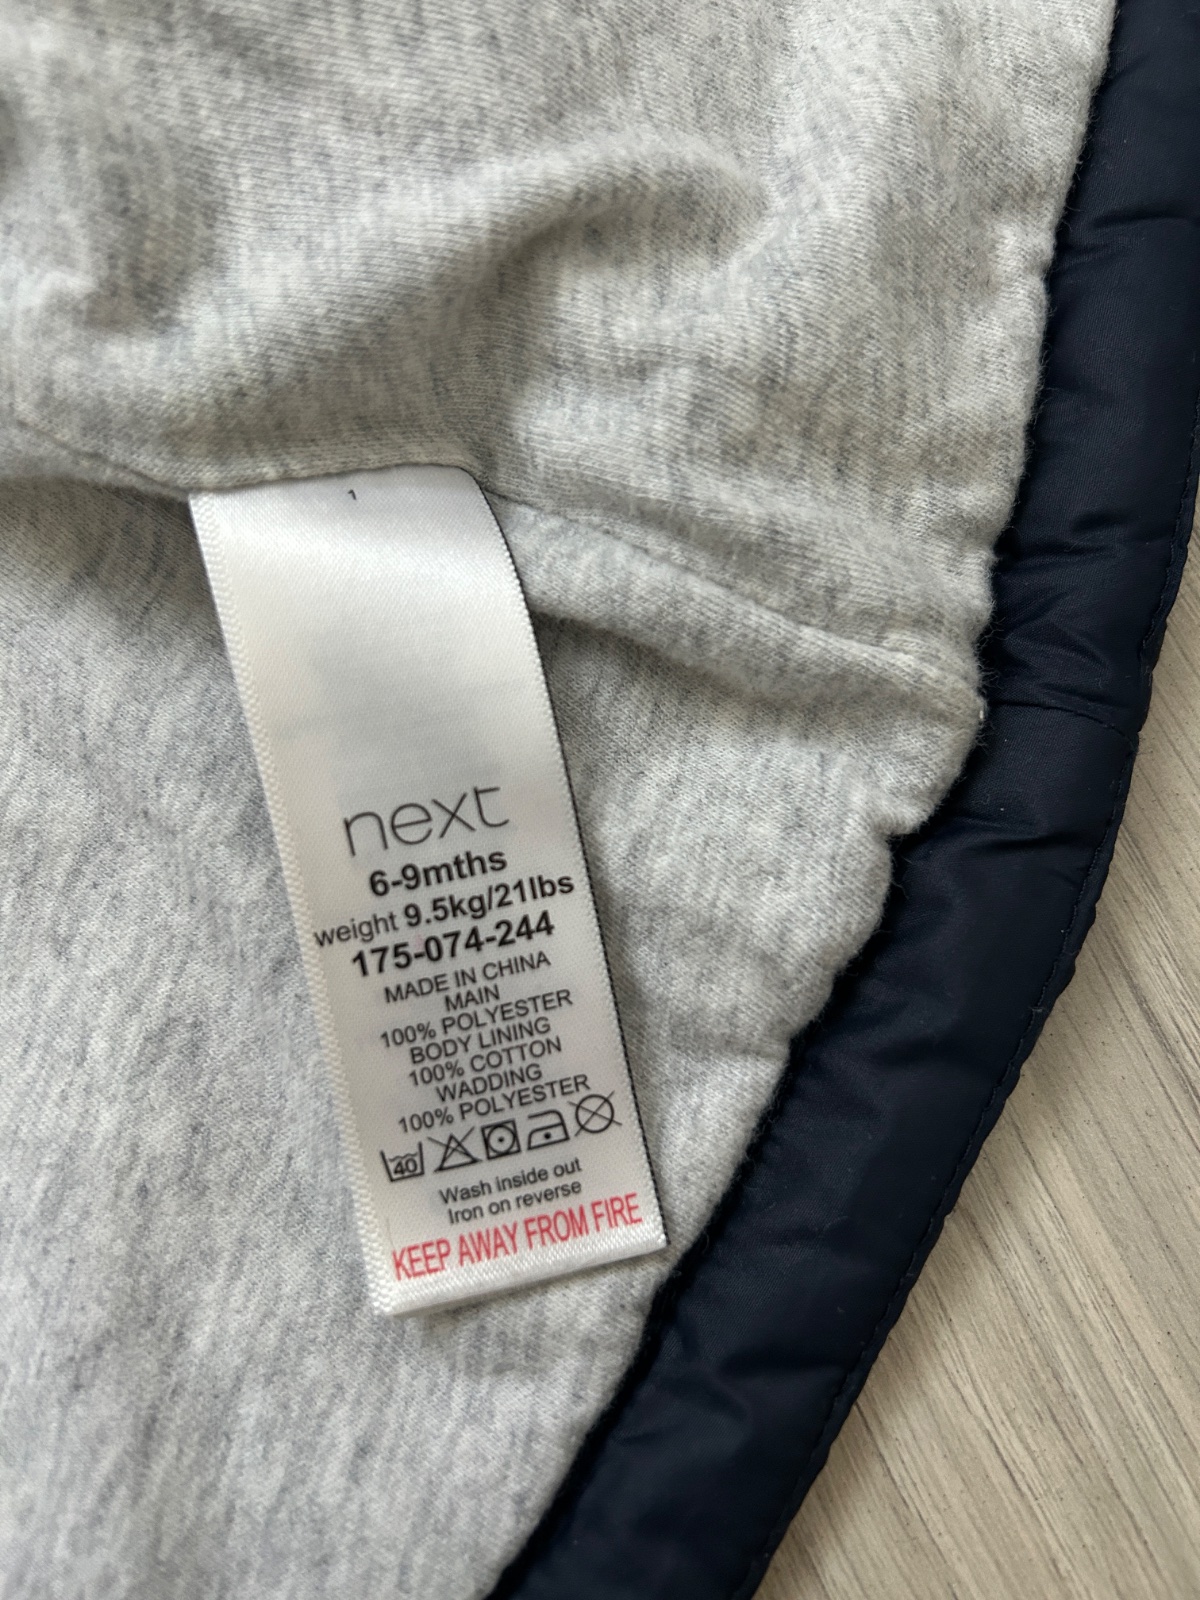 1
next
6-9mths
weight 9.5kg/21lbs
175-074-244
MADE IN CHINA
MAIN
100% POLYESTER
BODY LINING
100% COTTON
WADDING
100% POLYESTER
40
Wash inside out
Iron on reverse
KEEP AWAY FROM FIRE